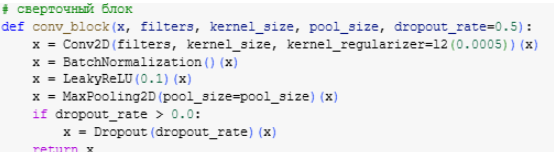 # сверточный блок
def conv_block(x, filters, kernel_size, pool_size, dropout_rate=0.5):
    x = Conv2D(filters, kernel_size, kernel_regularizer=l2(0.0005))(x)
    x = BatchNormalization()(x)
    x = LeakyReLU(0.1)(x)
    x = MaxPooling2D(pool_size=pool_size)(x)
    if dropout_rate > 0.0:
        x = Dropout(dropout_rate)(x)
    return x